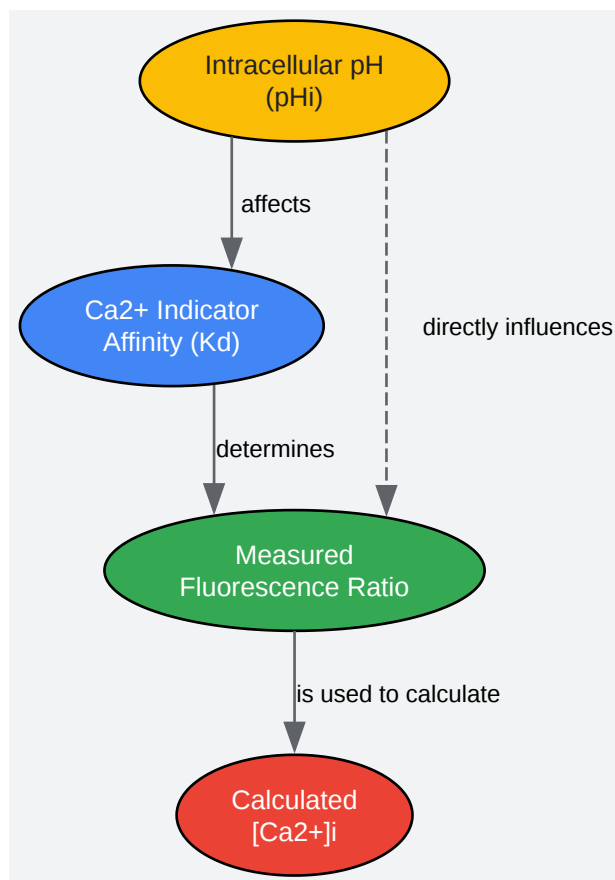 Intracellular pH
(pHi)
affects
Ca2+ Indicator
Affinity (Kd)
directly influences
determines
Measured
Fluorescence Ratio
is used to calculate
Calculated
[Ca2+]i